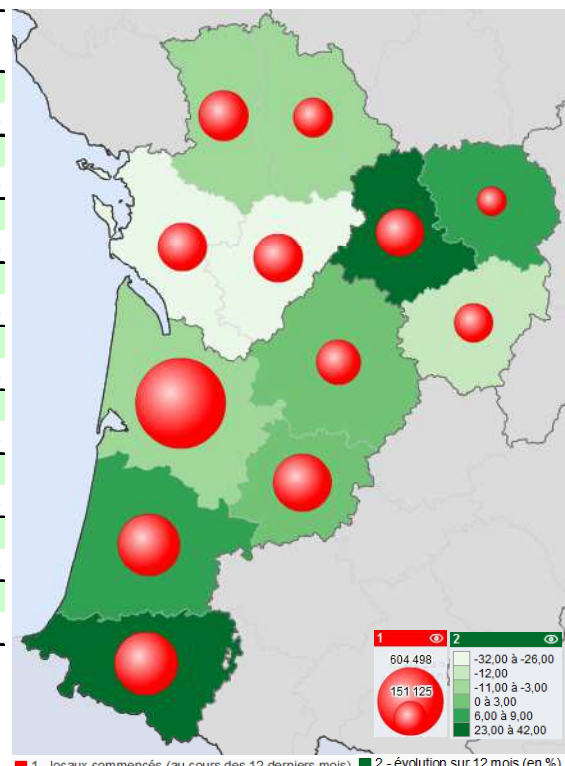 1
604 498
151 125
2
-32,00 à -26,00
-12,00
-11,00 à -3,00
0 à 3,00
6,00 à 9,00
23,00 à 42,00
1 - locaux commencés (au cours des 12 derniers mois)
2 - évolution sur 12 mois (en %)